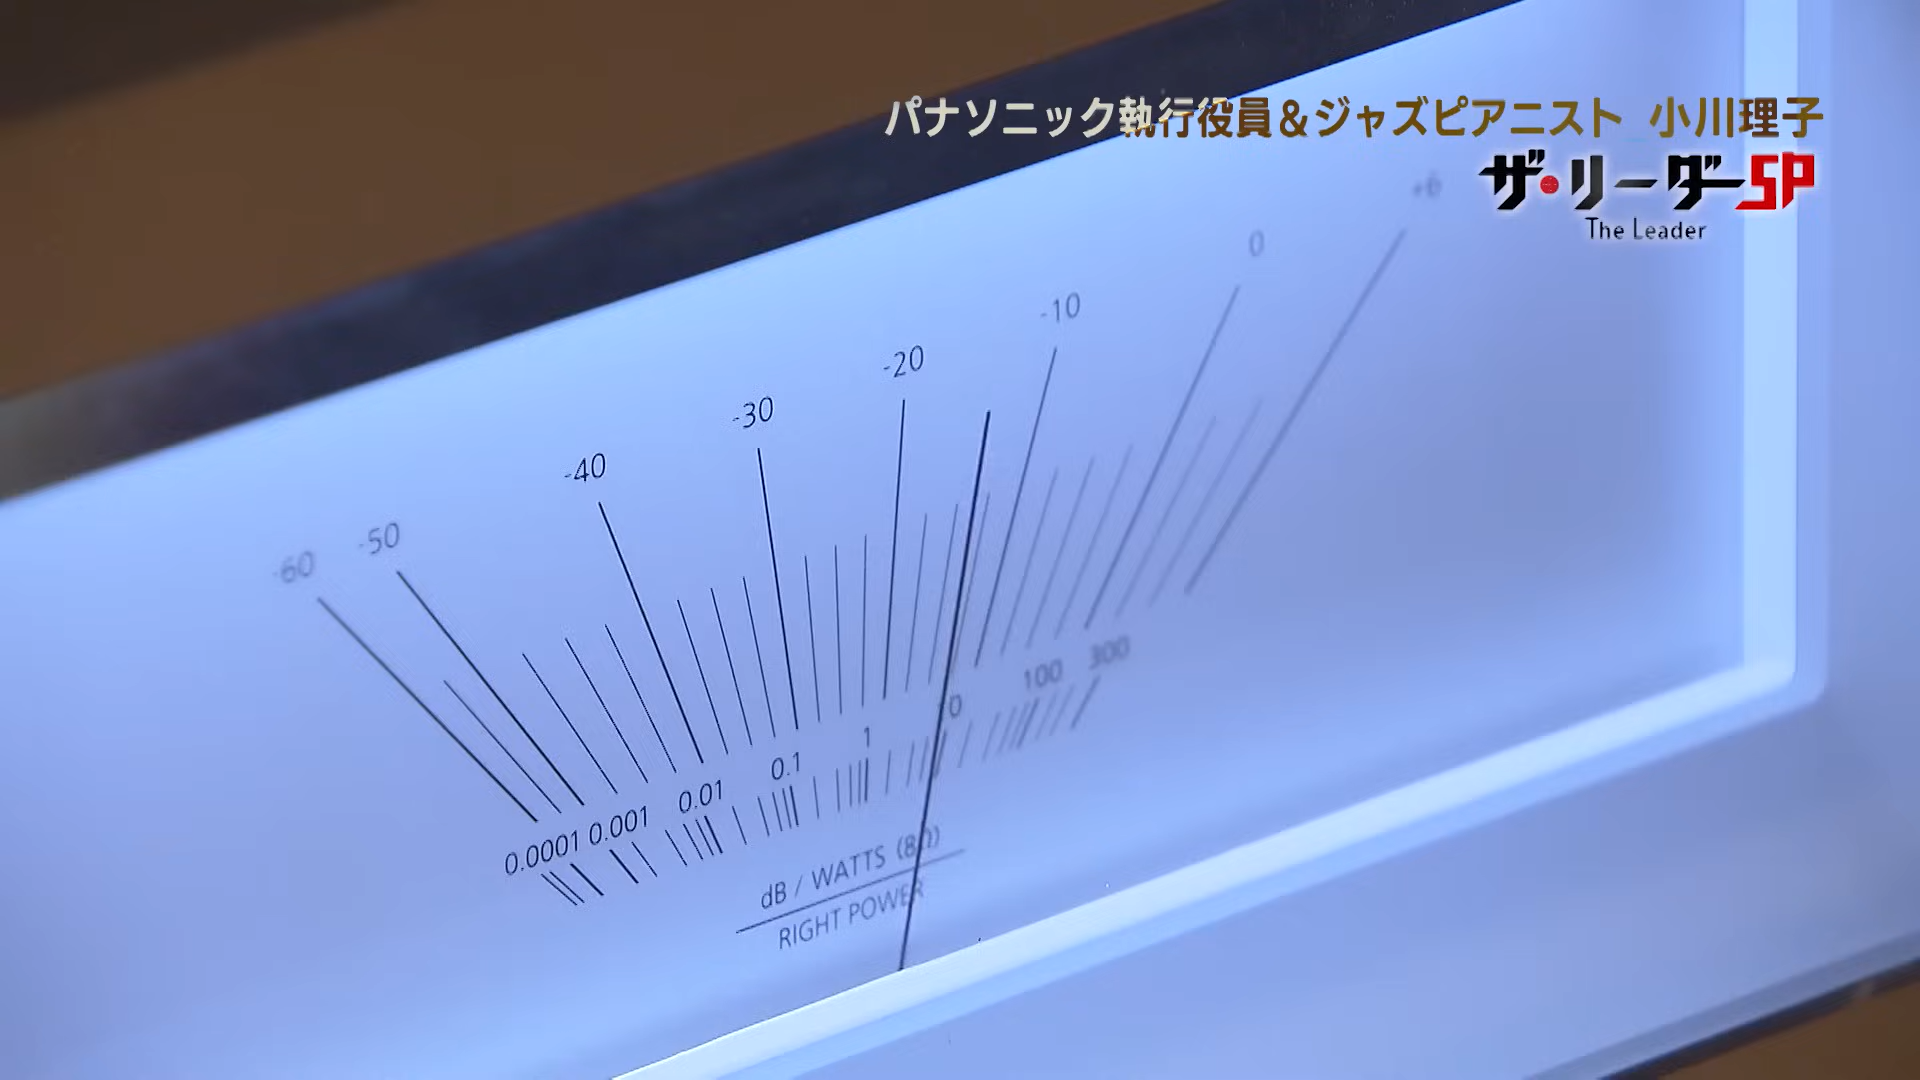 パナソニック執行役員&ジャズピアニスト 小川理子
ザ・リーダーSP
The Leader
-60 -50 -40 -30 -20 -10 0 +6
0.0001 0.001 0.01 0.1 1 10 100 300
dB / WATTS (8Ω)
RIGHT POWER